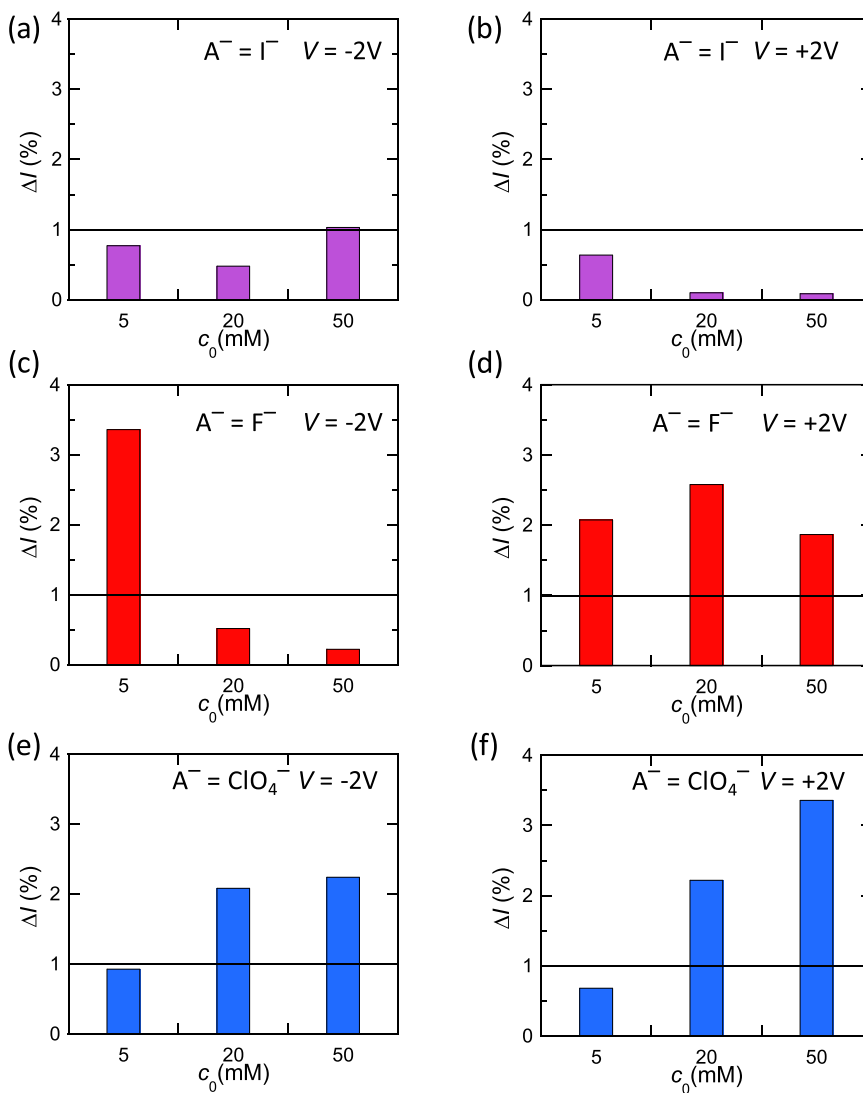 (a)
A⁻ = I⁻ V = -2V
4
3
2
1
0
ΔI (%)
5 20 50
c₀(mM)
(b)
A⁻ = I⁻ V = +2V
4
3
2
1
0
ΔI (%)
5 20 50
c₀(mM)
(c)
A⁻ = F⁻ V = -2V
4
3
2
1
0
ΔI (%)
5 20 50
c₀(mM)
(d)
A⁻ = F⁻ V = +2V
4
3
2
1
0
ΔI (%)
5 20 50
c₀(mM)
(e)
A⁻ = ClO₄⁻ V = -2V
4
3
2
1
0
ΔI (%)
5 20 50
c₀(mM)
(f)
A⁻ = ClO₄⁻ V = +2V
4
3
2
1
0
ΔI (%)
5 20 50
c₀(mM)